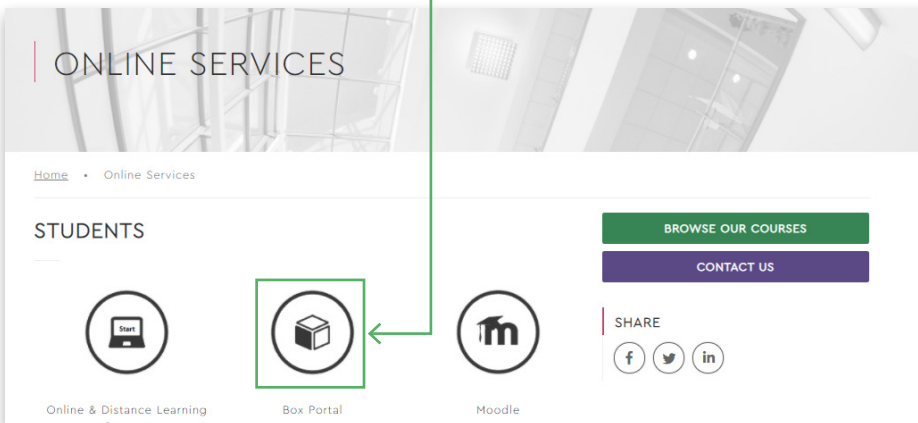 ONLINE SERVICES
Home • Online Services
STUDENTS
BROWSE OUR COURSES
CONTACT US
SHARE
Start
m
f
in
Online & Distance Learning
Box Portal
Moodle